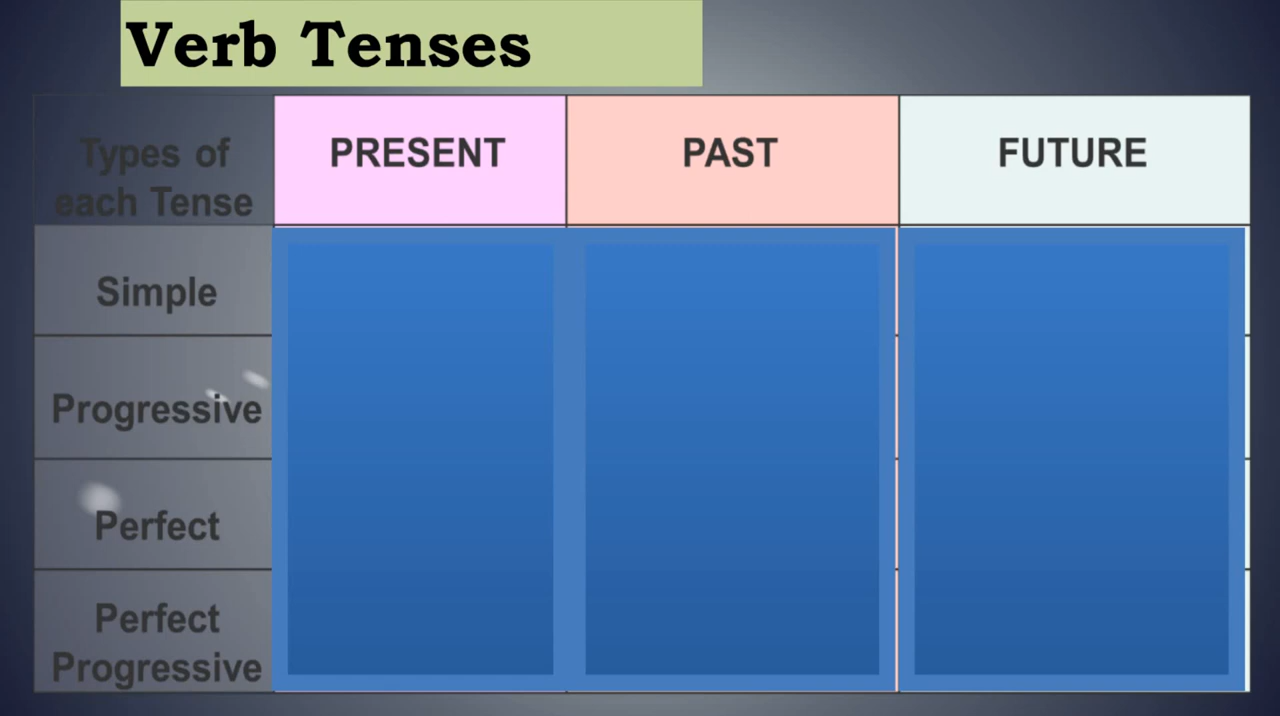 Verb Tenses
Types of
each Tense
PRESENT
PAST
FUTURE
Simple
Progressive
Perfect
Perfect
Progressive